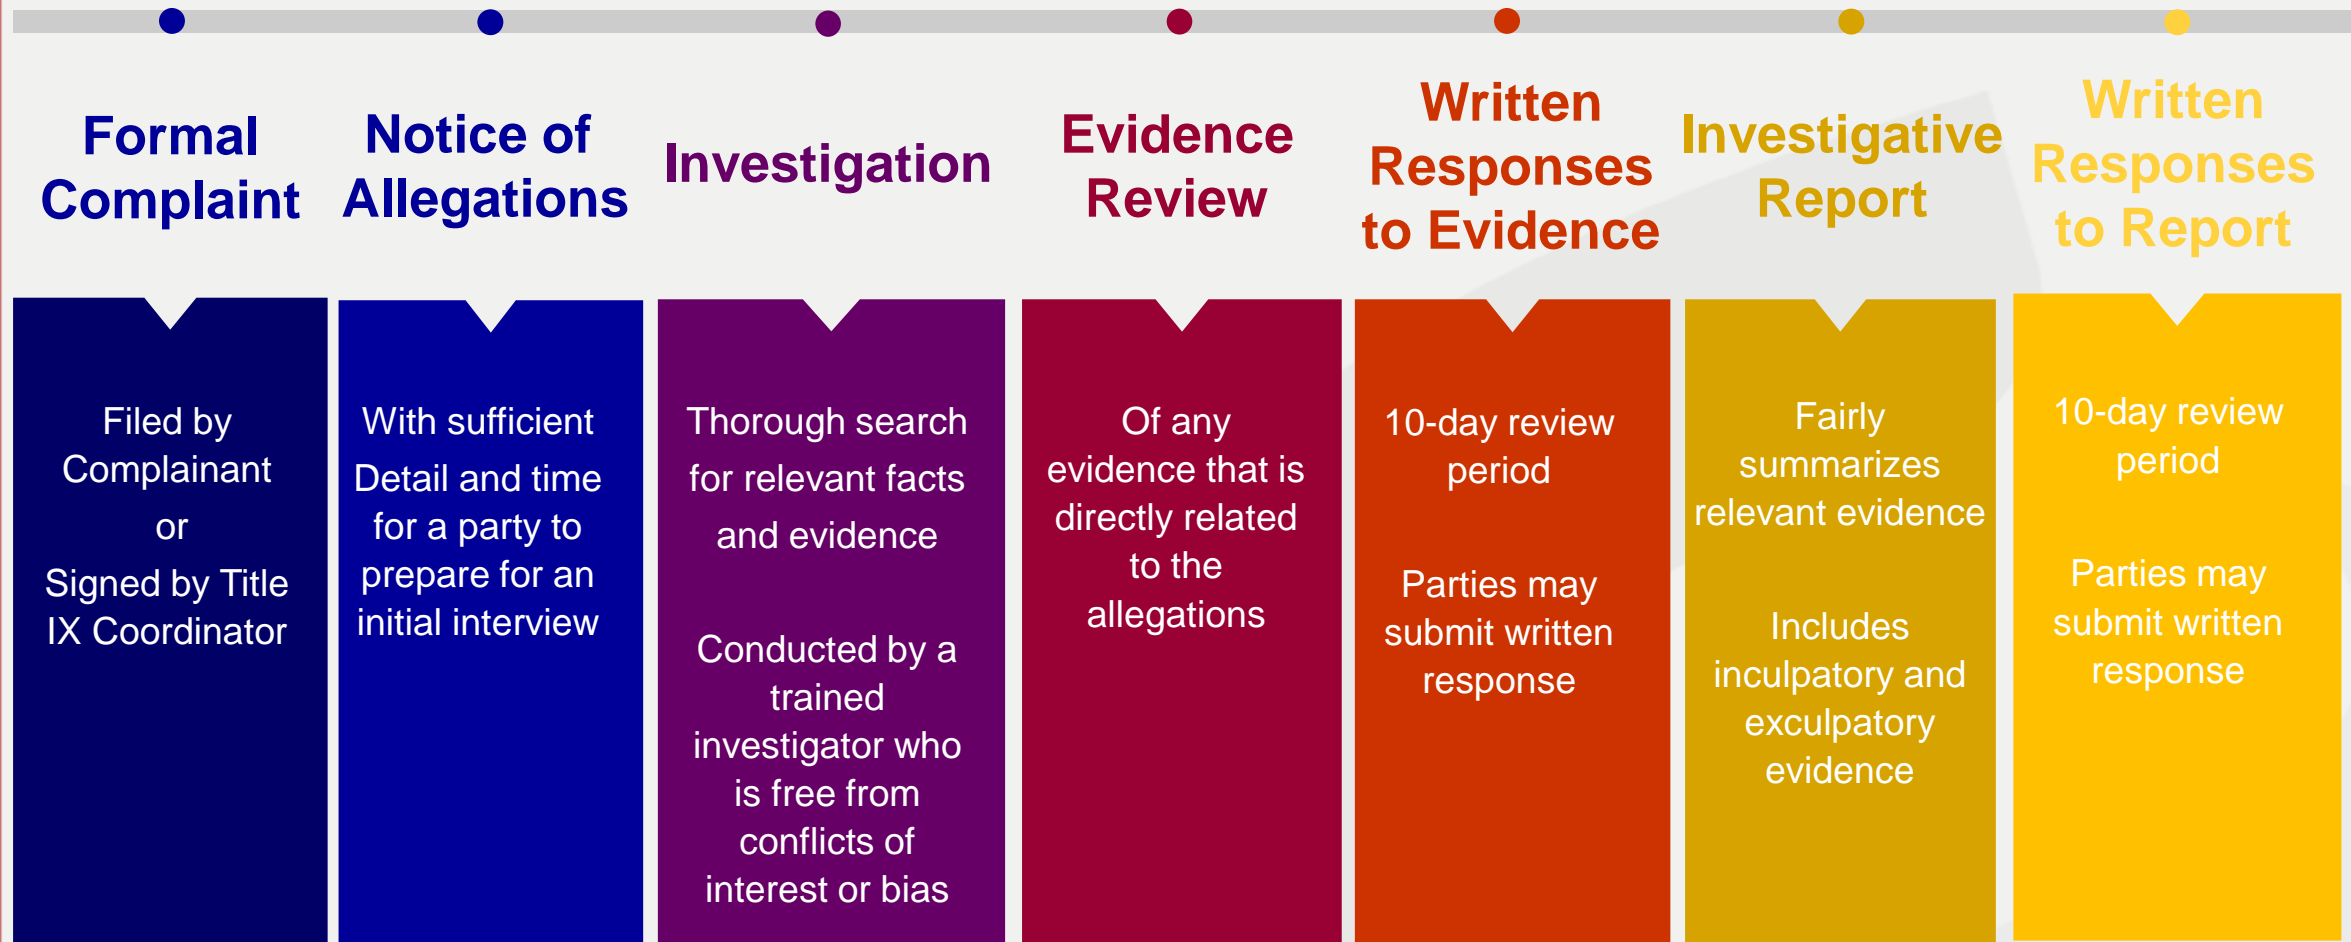 Formal
Complaint
Notice of
Allegations
Investigation
Evidence
Review
Written
Responses
to Evidence
Investigative
Report
Written
Responses
to Report
Filed by
Complainant
or
Signed by Title
IX Coordinator
With sufficient
Detail and time
for a party to
prepare for an
initial interview
Thorough search
for relevant facts
and evidence
Conducted by a
trained
investigator who
is free from
conflicts of
interest or bias
Of any
evidence that is
directly related
to the
allegations
10-day review
period
Parties may
submit written
response
Fairly
summarizes
relevant evidence
Includes
inculpatory and
exculpatory
evidence
10-day review
period
Parties may
submit written
response